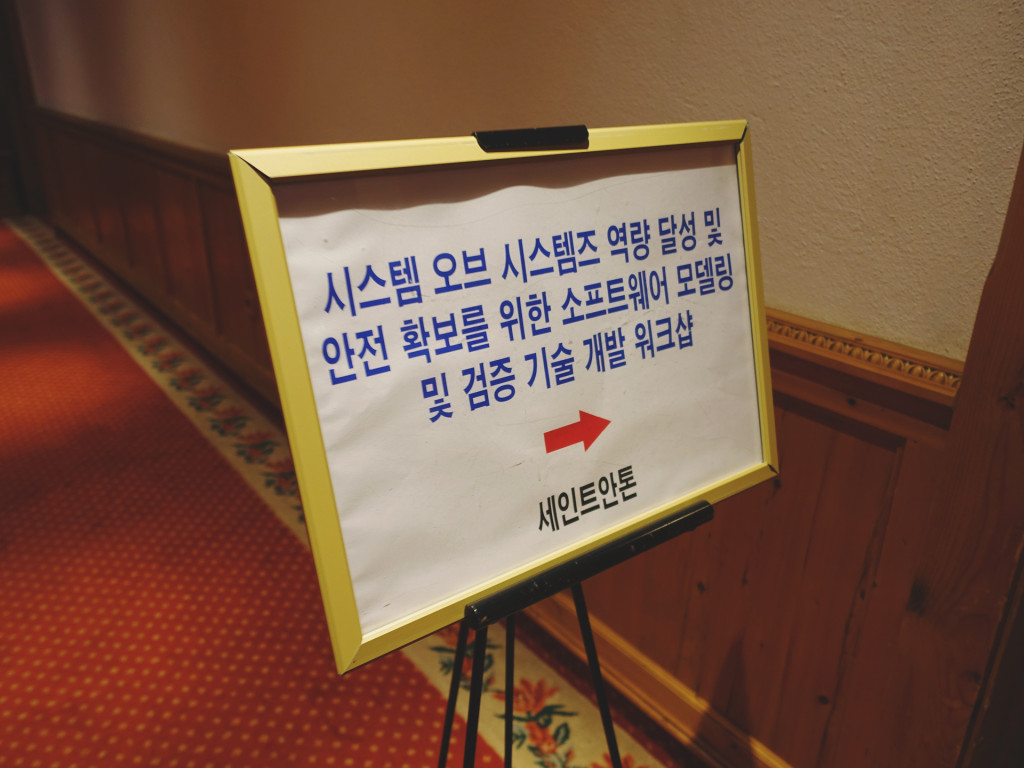 시스템 오브 시스템즈 역량 달성 및
안전 확보를 위한 소프트웨어 모델링
및 검증 기술 개발 워크샵
세인트안톤